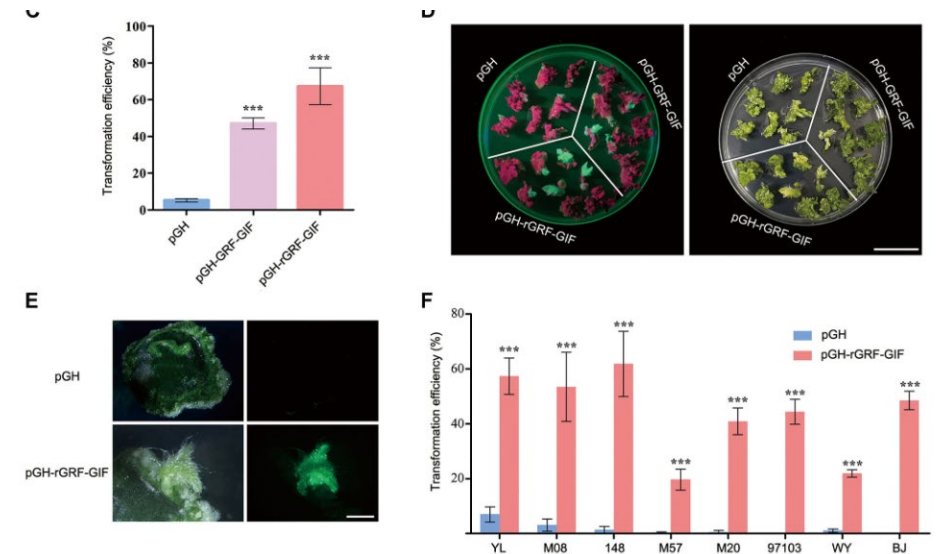 C
D
Transformation efficiency (%)
100
80
60
40
20
0
***
***
pGH
pGH-GRF-GIF
pGH-rGRF-GIF
pGH
pGH-GRF-GIF
pGH-rGRF-GIF
pGH
pGH-GRF-GIF
pGH-rGRF-GIF
E
pGH
pGH-rGRF-GIF
F
Transformation efficiency (%)
80
60
40
20
pGH
pGH-rGRF-GIF
***
***
***
***
***
***
***
***
YL
M08
148
M57
M20
97103
WY
BJ